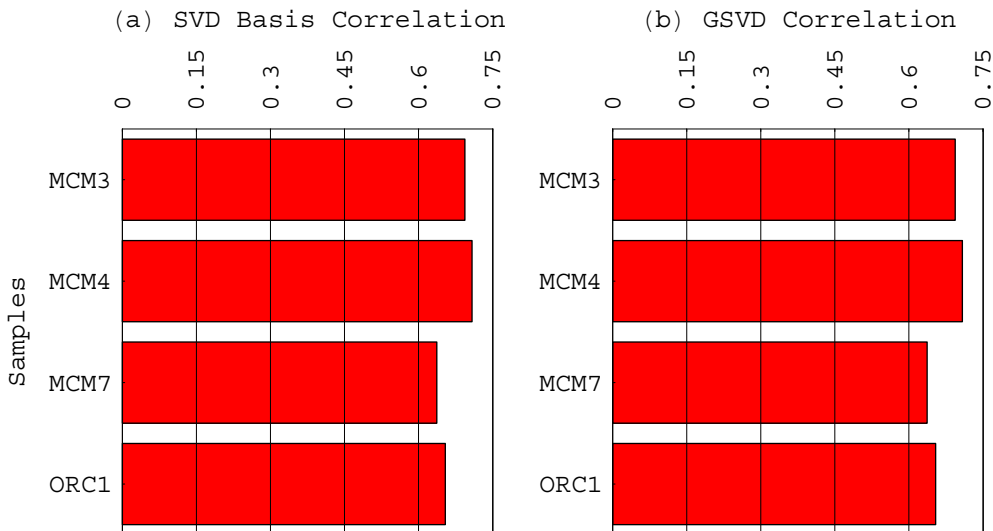 (a) SVD Basis Correlation
0 0.15 0.3 0.45 0.6 0.75
Samples
MCM3
MCM4
MCM7
ORC1
(b) GSVD Correlation
0 0.15 0.3 0.45 0.6 0.75
MCM3
MCM4
MCM7
ORC1